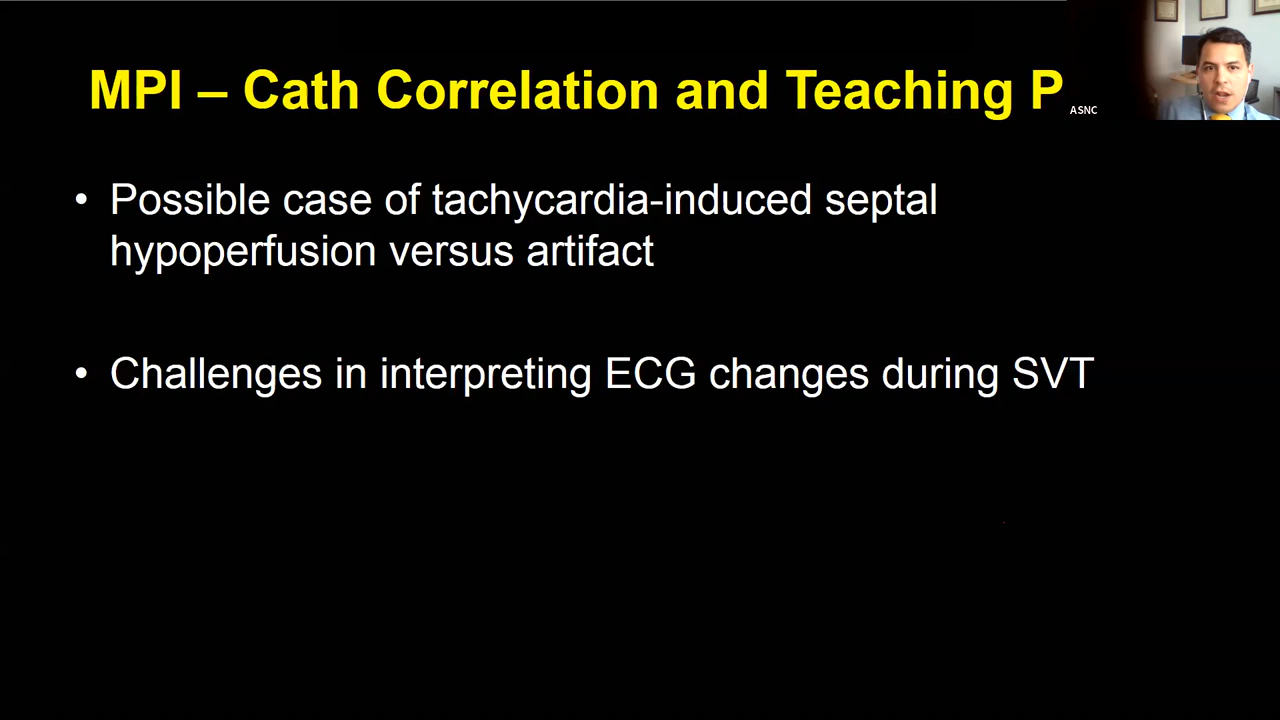 MPI – Cath Correlation and Teaching P
ASNC
• Possible case of tachycardia-induced septal
hypoperfusion versus artifact
• Challenges in interpreting ECG changes during SVT